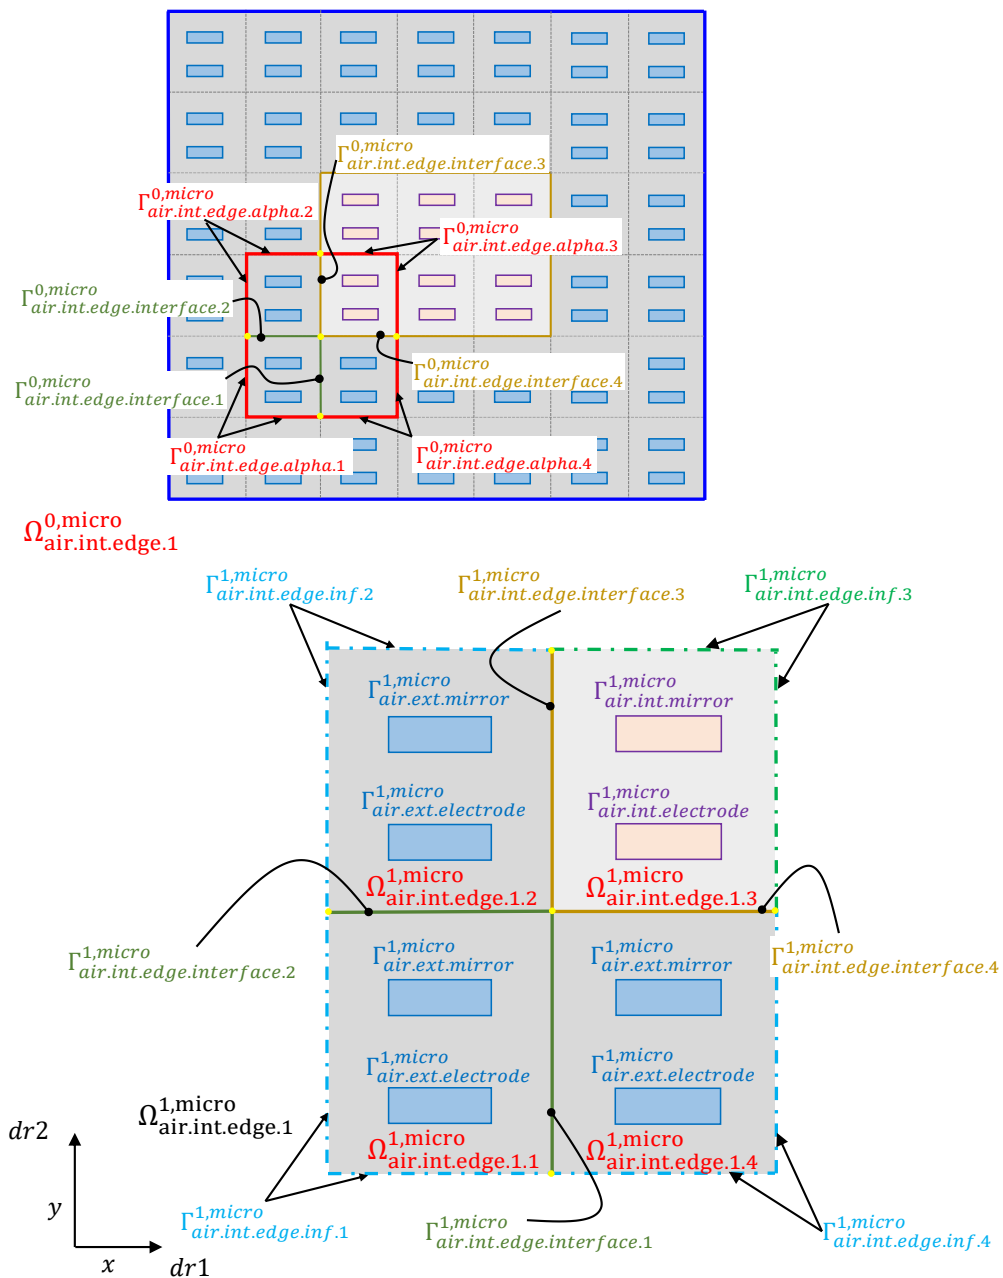 Γ^{0,micro}_{air.int.edge.interface.3}
Γ^{0,micro}_{air.int.edge.alpha.2}
Γ^{0,micro}_{air.int.edge.alpha.3}
Γ^{0,micro}_{air.int.edge.interface.2}
Γ^{0,micro}_{air.int.edge.interface.4}
Γ^{0,micro}_{air.int.edge.interface.1}
Γ^{0,micro}_{air.int.edge.alpha.1}
Γ^{0,micro}_{air.int.edge.alpha.4}
Ω^{0,micro}_{air.int.edge.1}
Γ^{1,micro}_{air.int.edge.inf.2}
Γ^{1,micro}_{air.int.edge.interface.3}
Γ^{1,micro}_{air.int.edge.inf.3}
Γ^{1,micro}_{air.ext.mirror}
Γ^{1,micro}_{air.int.mirror}
Γ^{1,micro}_{air.ext.electrode}
Γ^{1,micro}_{air.int.electrode}
Ω^{1,micro}_{air.int.edge.1.2}
Ω^{1,micro}_{air.int.edge.1.3}
Γ^{1,micro}_{air.int.edge.interface.2}
Γ^{1,micro}_{air.ext.mirror}
Γ^{1,micro}_{air.ext.mirror}
Γ^{1,micro}_{air.int.edge.interface.4}
Γ^{1,micro}_{air.ext.electrode}
Γ^{1,micro}_{air.ext.electrode}
Ω^{1,micro}_{air.int.edge.1}
Ω^{1,micro}_{air.int.edge.1.1}
Ω^{1,micro}_{air.int.edge.1.4}
dr2
y
x
dr1
Γ^{1,micro}_{air.int.edge.inf.1}
Γ^{1,micro}_{air.int.edge.interface.1}
Γ^{1,micro}_{air.int.edge.inf.4}